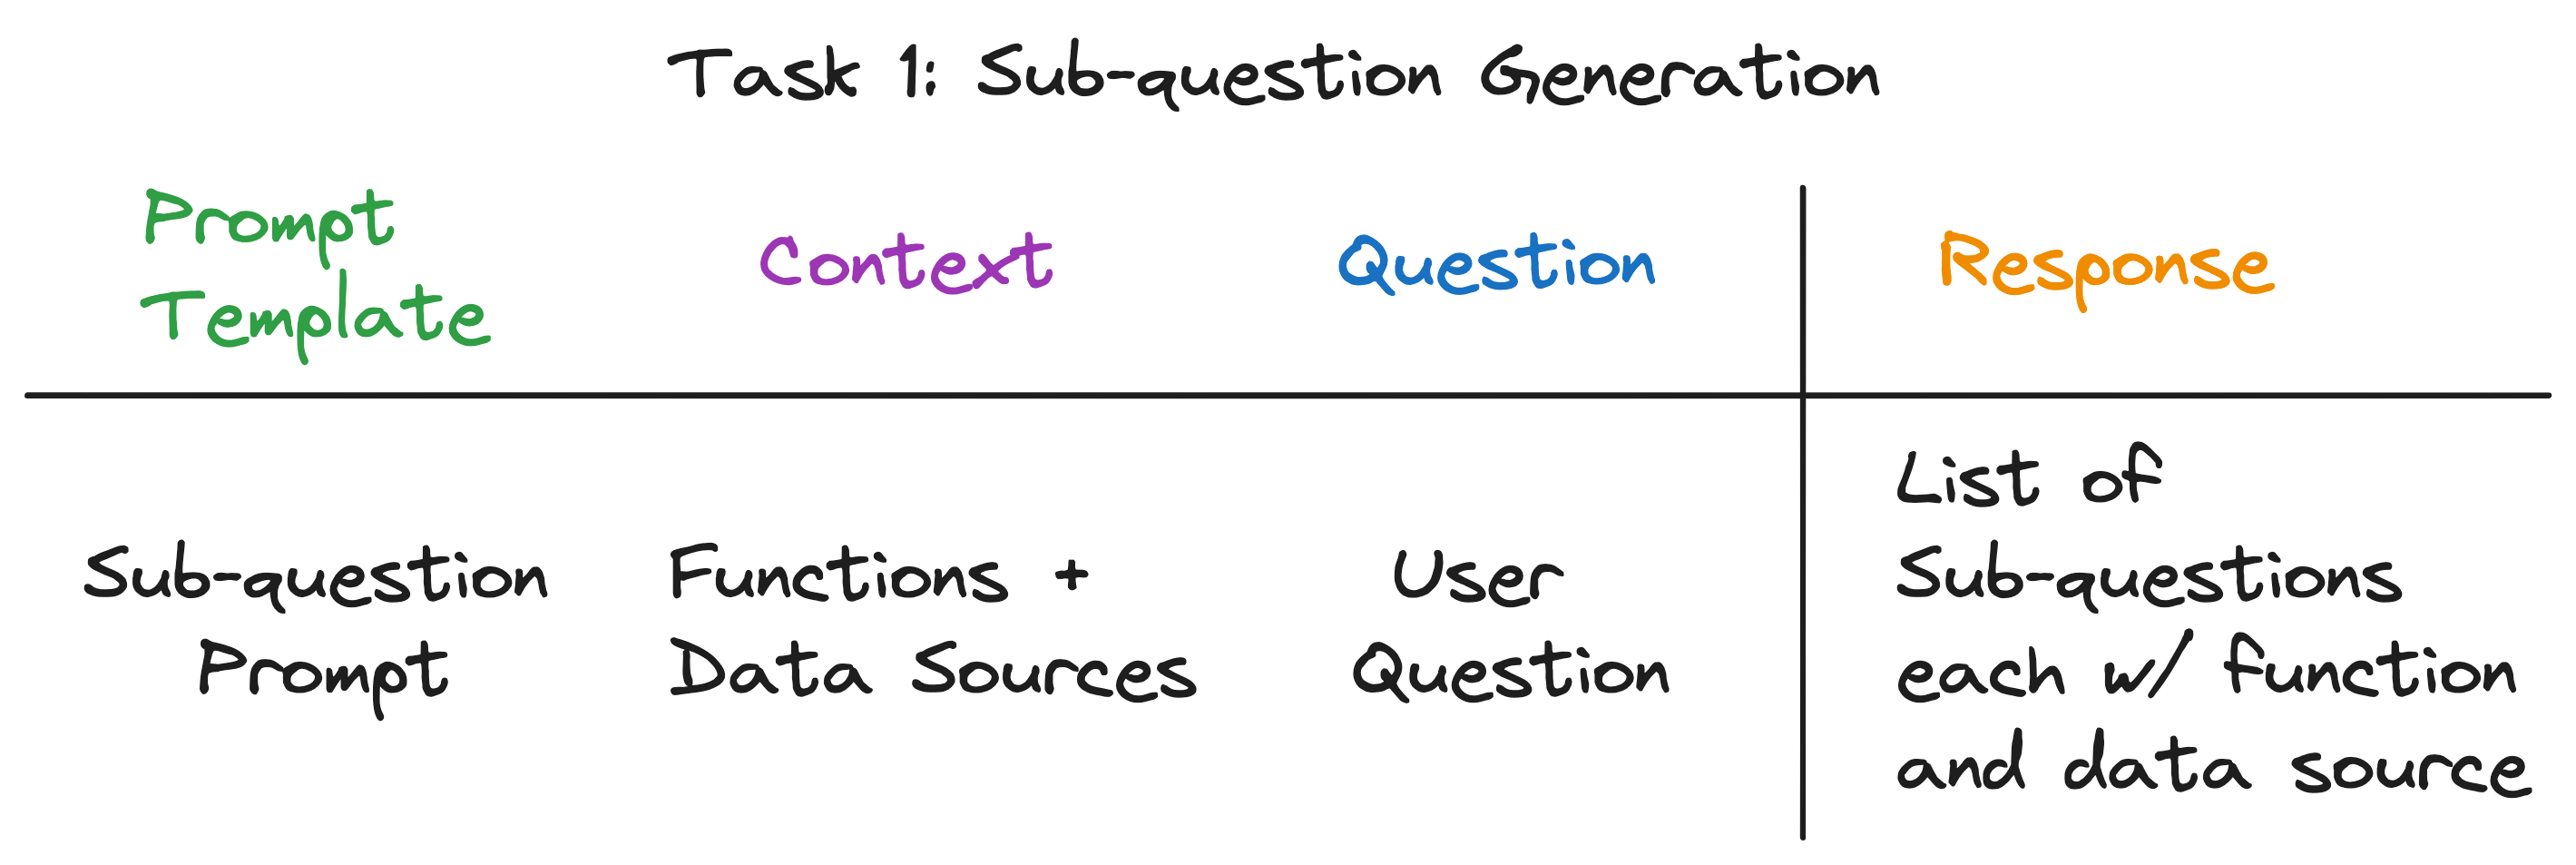 Task 1: Sub-question Generation
Prompt
Template
Context
Question
Response
Sub-question
Prompt
Functions +
Data Sources
User
Question
List of
Sub-questions
each w/ function
and data source